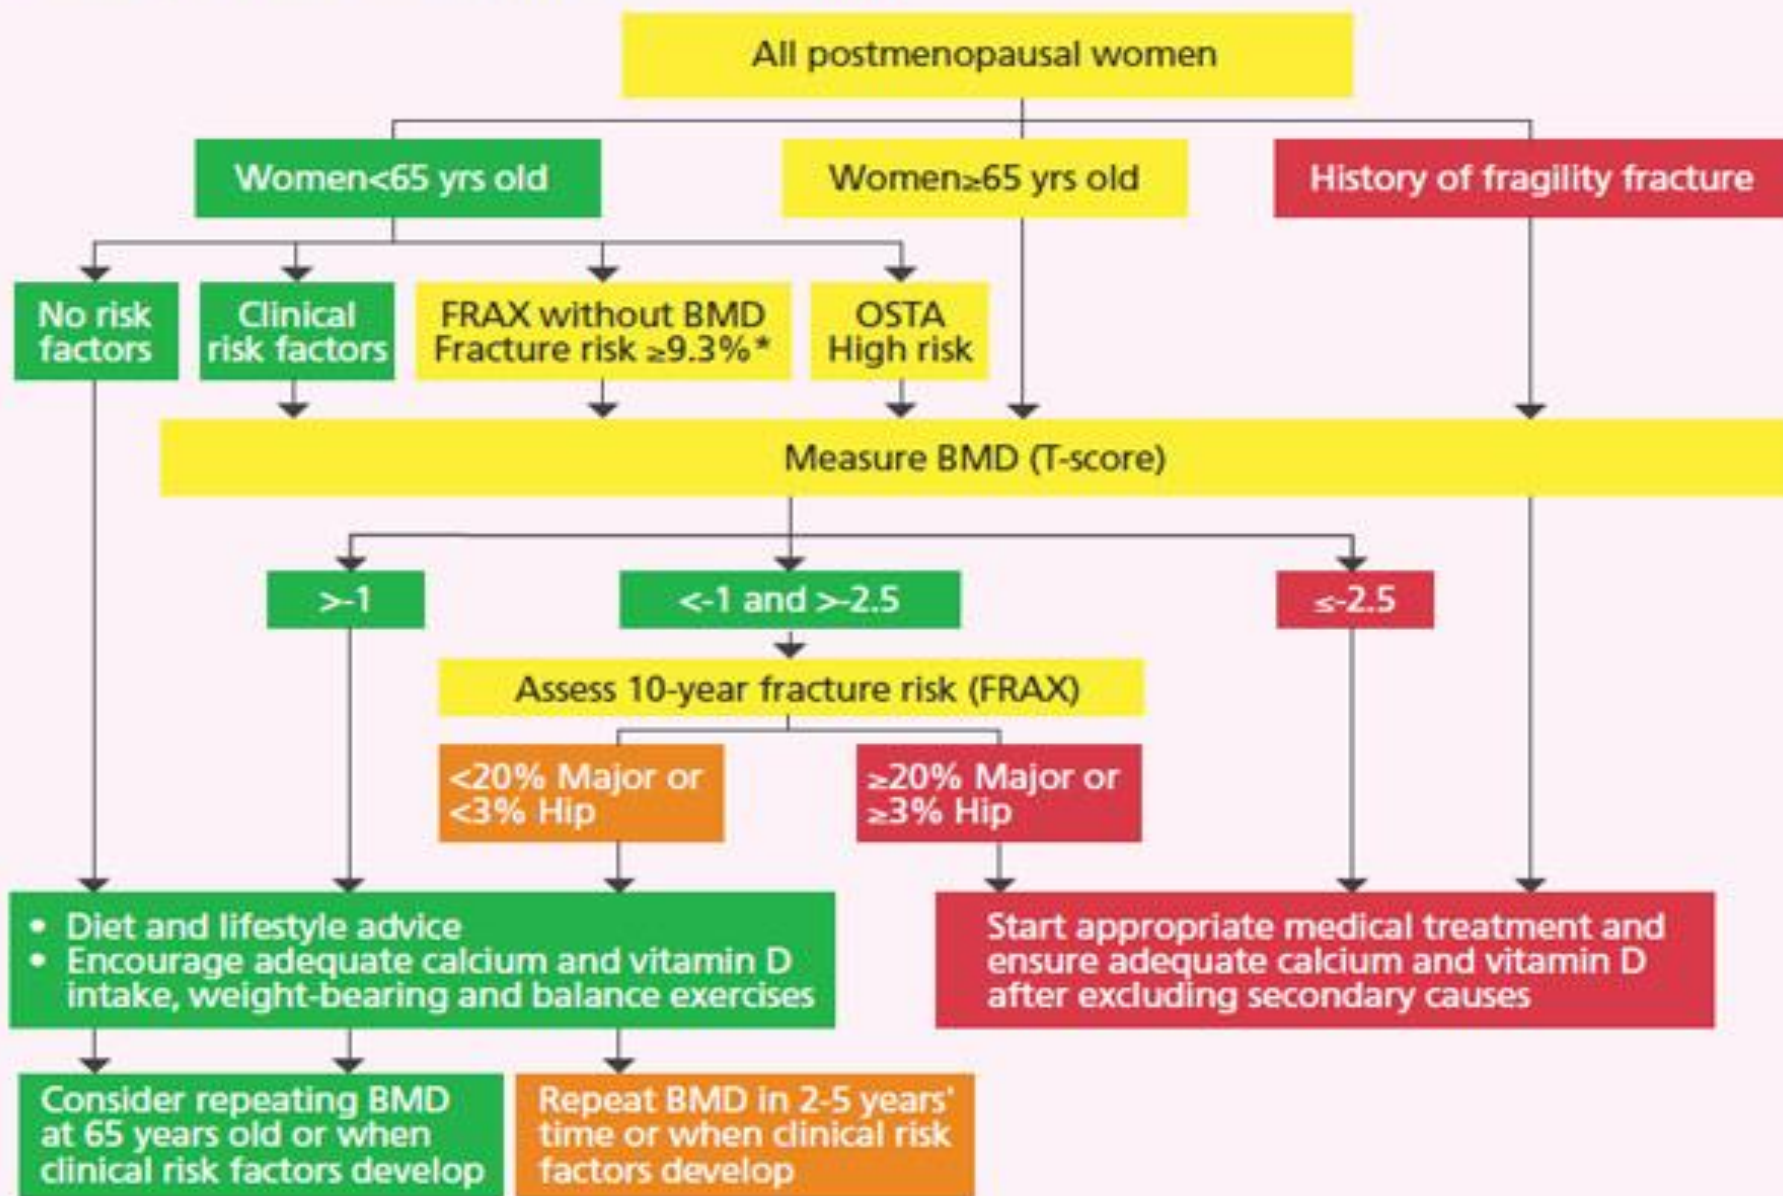 All postmenopausal women
Women<65 yrs old
Women≥65 yrs old
History of fragility fracture
No risk
factors
Clinical
risk factors
FRAX without BMD
Fracture risk ≥9.3%*
OSTA
High risk
Measure BMD (T-score)
>-1
<-1 and >-2.5
≤-2.5
Assess 10-year fracture risk (FRAX)
<20% Major or
<3% Hip
≥20% Major or
≥3% Hip
• Diet and lifestyle advice
• Encourage adequate calcium and vitamin D
intake, weight-bearing and balance exercises
Start appropriate medical treatment and
ensure adequate calcium and vitamin D
after excluding secondary causes
Consider repeating BMD
at 65 years old or when
clinical risk factors develop
Repeat BMD in 2-5 years'
time or when clinical risk
factors develop